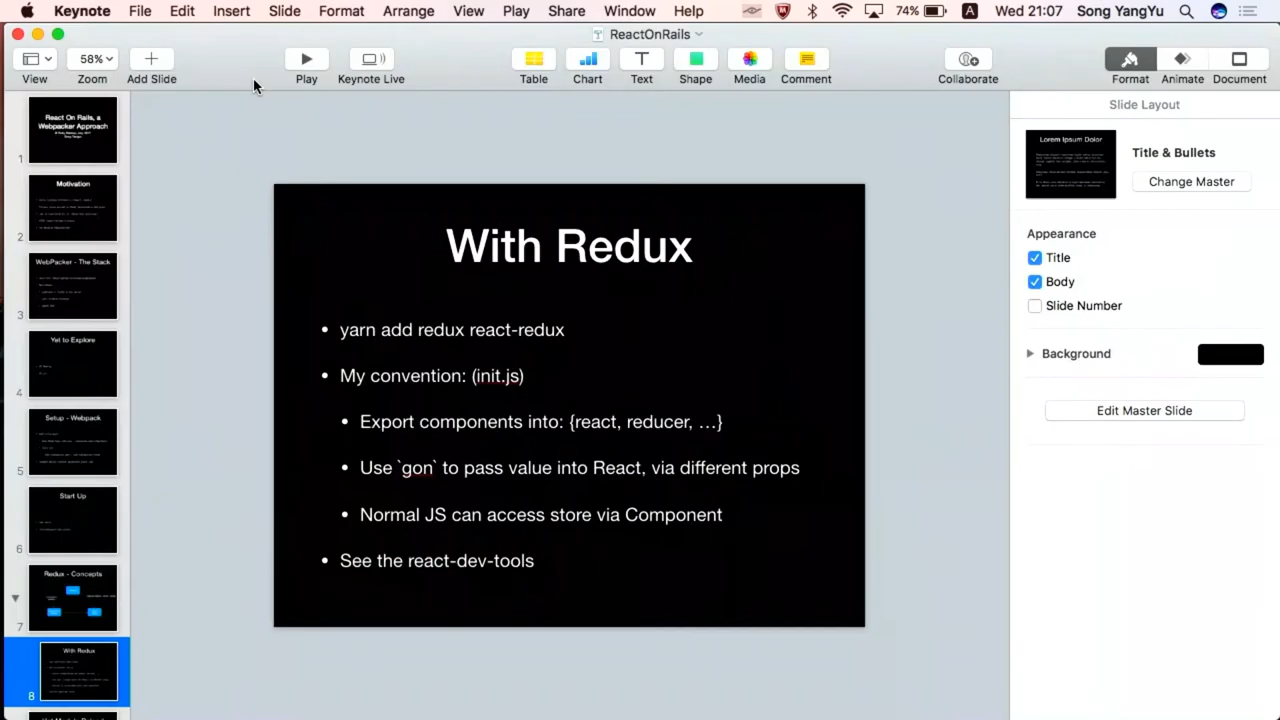 Keynote File Edit Insert Slide Format Arrange View Play Share Window Help 74% A Wed 21:07 Song YangYu
ReactOnRails
58%
View Zoom Add Slide Play Keynote Live Table Chart Text Shape Media Comment Collaborate Format Animate Document
React On Rails, a
Webpacker Approach
1
Motivation
2
WebPacker - The Stack
3
Yet to Explore
4
Setup - Webpack
5
Start Up
6
Redux - Concepts
7
With Redux
8
With Redux
yarn add redux react-redux
My convention: (init.js)
Export components into: {react, reducer, …}
Use `gon` to pass value into React, via different props
Normal JS can access store via Component
See the react-dev-tools
Slide Layout
Lorem Ipsum Dolor
Title & Bullets
Change Master
Appearance
Title
Body
Slide Number
Background
Edit Master Slide